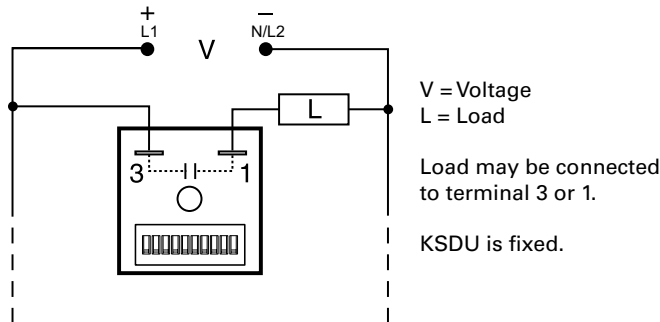 + −
L1 V N/L2
L
3 1
V = Voltage
L = Load
Load may be connected
to terminal 3 or 1.
KSDU is fixed.